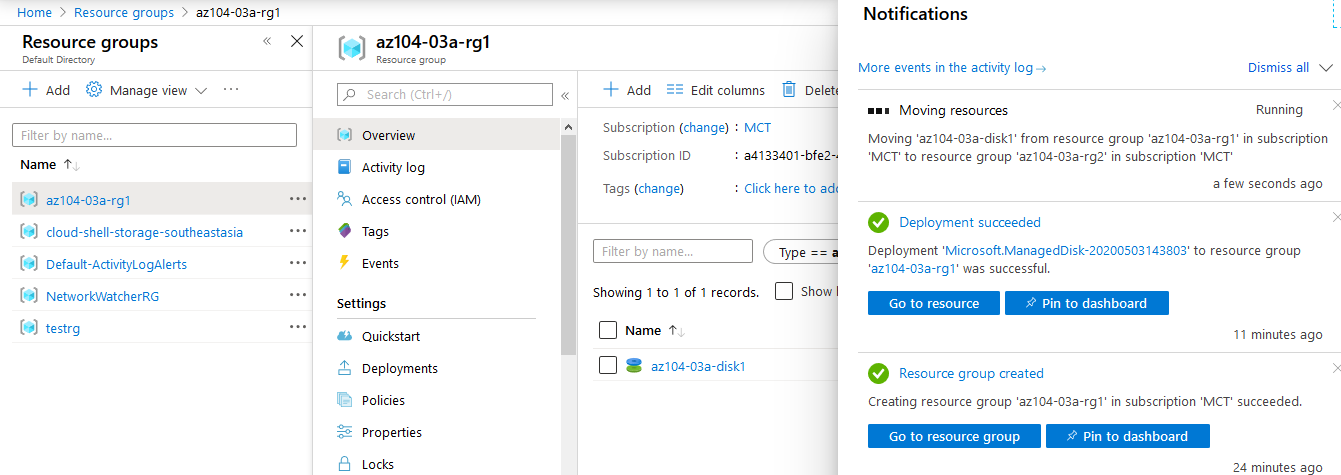 Home > Resource groups > az104-03a-rg1
Resource groups
Default Directory
+ Add Manage view ...
Filter by name...
Name ↑↓
az104-03a-rg1 ...
cloud-shell-storage-southeastasia ...
Default-ActivityLogAlerts ...
NetworkWatcherRG ...
testrg ...
az104-03a-rg1
Resource group
Search (Ctrl+/)
Overview
Activity log
Access control (IAM)
Tags
Events
Settings
Quickstart
Deployments
Policies
Properties
Locks
+ Add Edit columns Delete
Subscription (change) : MCT
Subscription ID : a4133401-bfe2-4
Tags (change) : Click here to add
Filter by name... Type == a
Showing 1 to 1 of 1 records. Show h
Name ↑↓
az104-03a-disk1
Notifications
More events in the activity log → Dismiss all
Moving resources Running
Moving 'az104-03a-disk1' from resource group 'az104-03a-rg1' in subscription
'MCT' to resource group 'az104-03a-rg2' in subscription 'MCT'
a few seconds ago
Deployment succeeded
Deployment 'Microsoft.ManagedDisk-20200503143803' to resource group
'az104-03a-rg1' was successful.
Go to resource Pin to dashboard
11 minutes ago
Resource group created
Creating resource group 'az104-03a-rg1' in subscription 'MCT' succeeded.
Go to resource group Pin to dashboard
24 minutes ago